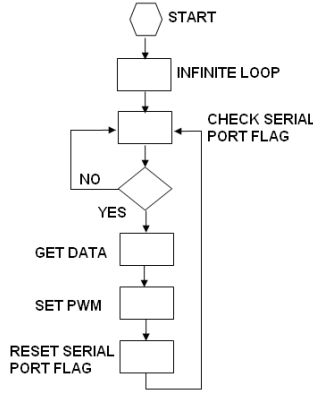 START
INFINITE LOOP
CHECK SERIAL
PORT FLAG
NO
YES
GET DATA
SET PWM
RESET SERIAL
PORT FLAG